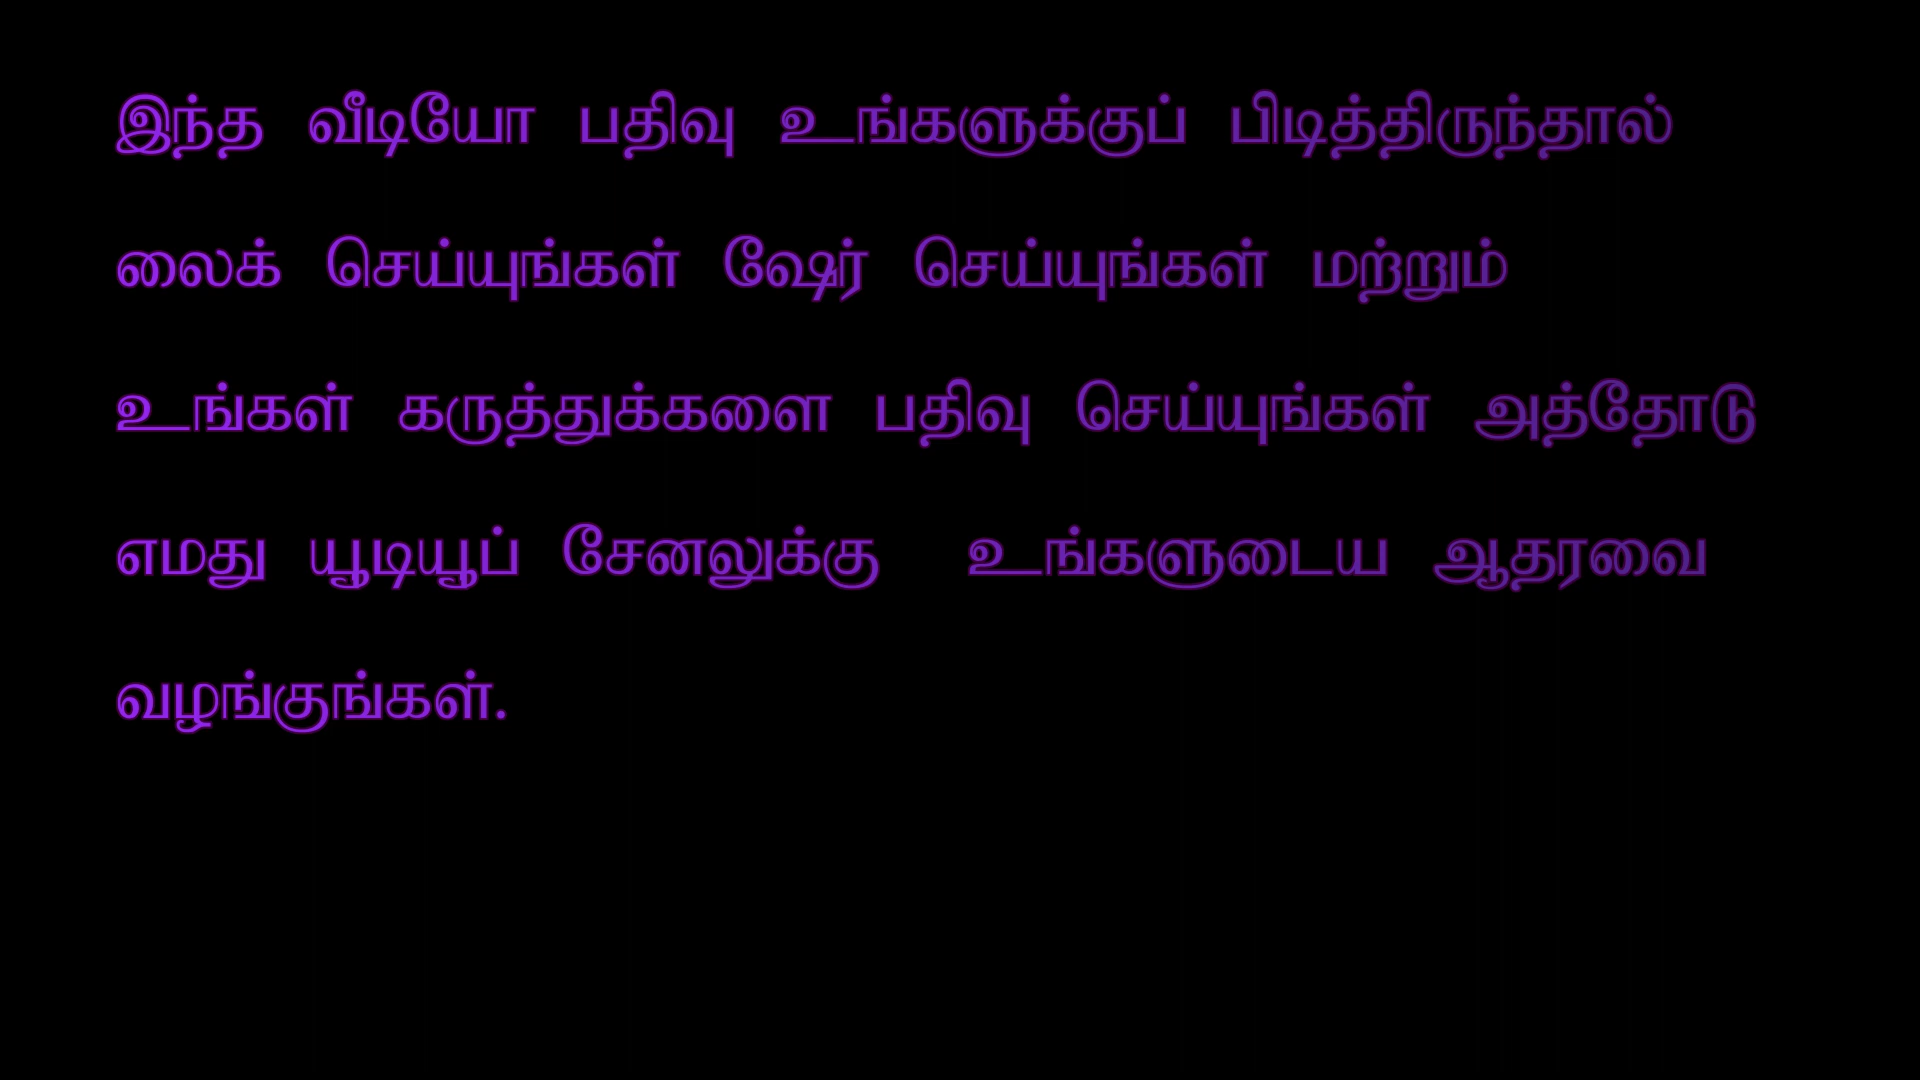 இந்த வீடியோ பதிவு உங்களுக்குப் பிடித்திருந்தால்
லைக் செய்யுங்கள் ஷேர் செய்யுங்கள் மற்றும்
உங்கள் கருத்துக்களை பதிவு செய்யுங்கள் அத்தோடு
எமது யூடியூப் சேனலுக்கு உங்களுடைய ஆதரவை
வழங்குங்கள்.